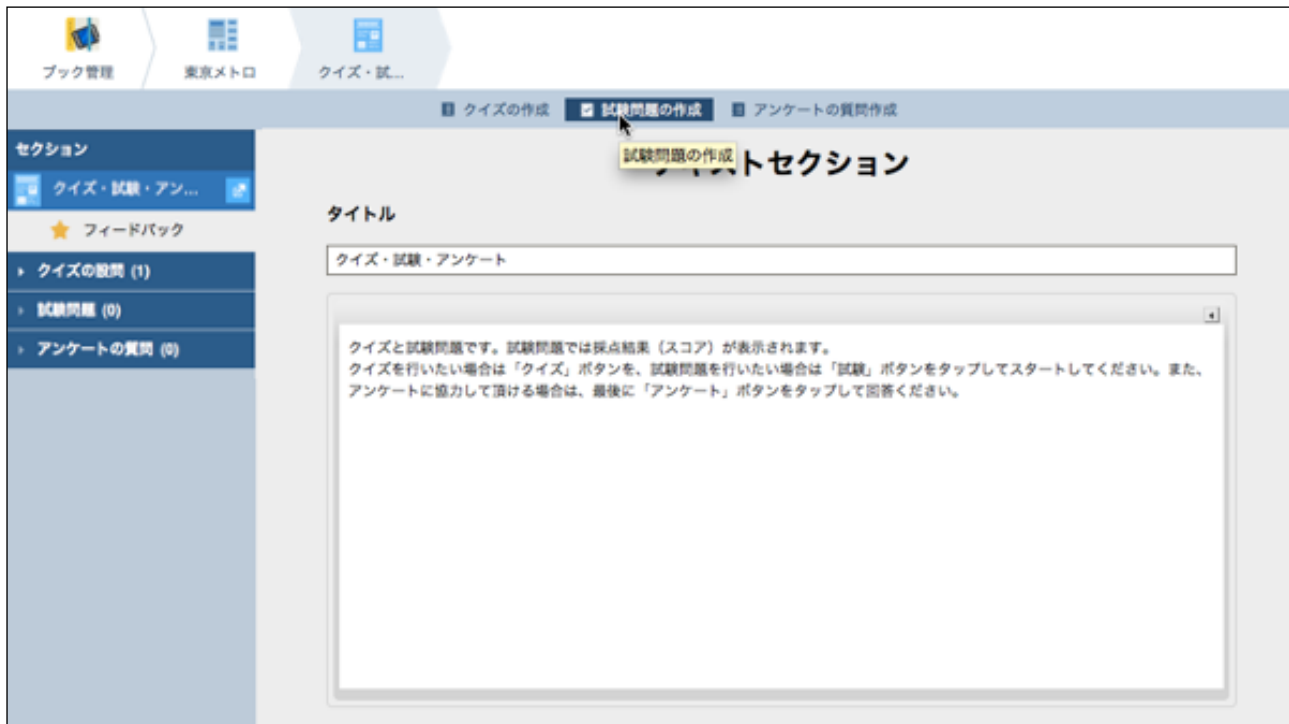 ブック管理
東京メトロ
クイズ・試...
クイズの作成
試験問題の作成
アンケートの質問作成
試験問題の作成
ストセクション
セクション
クイズ・試験・アン...
フィードバック
クイズの設問 (1)
試験問題 (0)
アンケートの質問 (0)
タイトル
クイズ・試験・アンケート
クイズと試験問題です。試験問題では採点結果（スコア）が表示されます。
クイズを行いたい場合は「クイズ」ボタンを、試験問題を行いたい場合は「試験」ボタンをタップしてスタートしてください。また、
アンケートに協力して頂ける場合は、最後に「アンケート」ボタンをタップして回答ください。